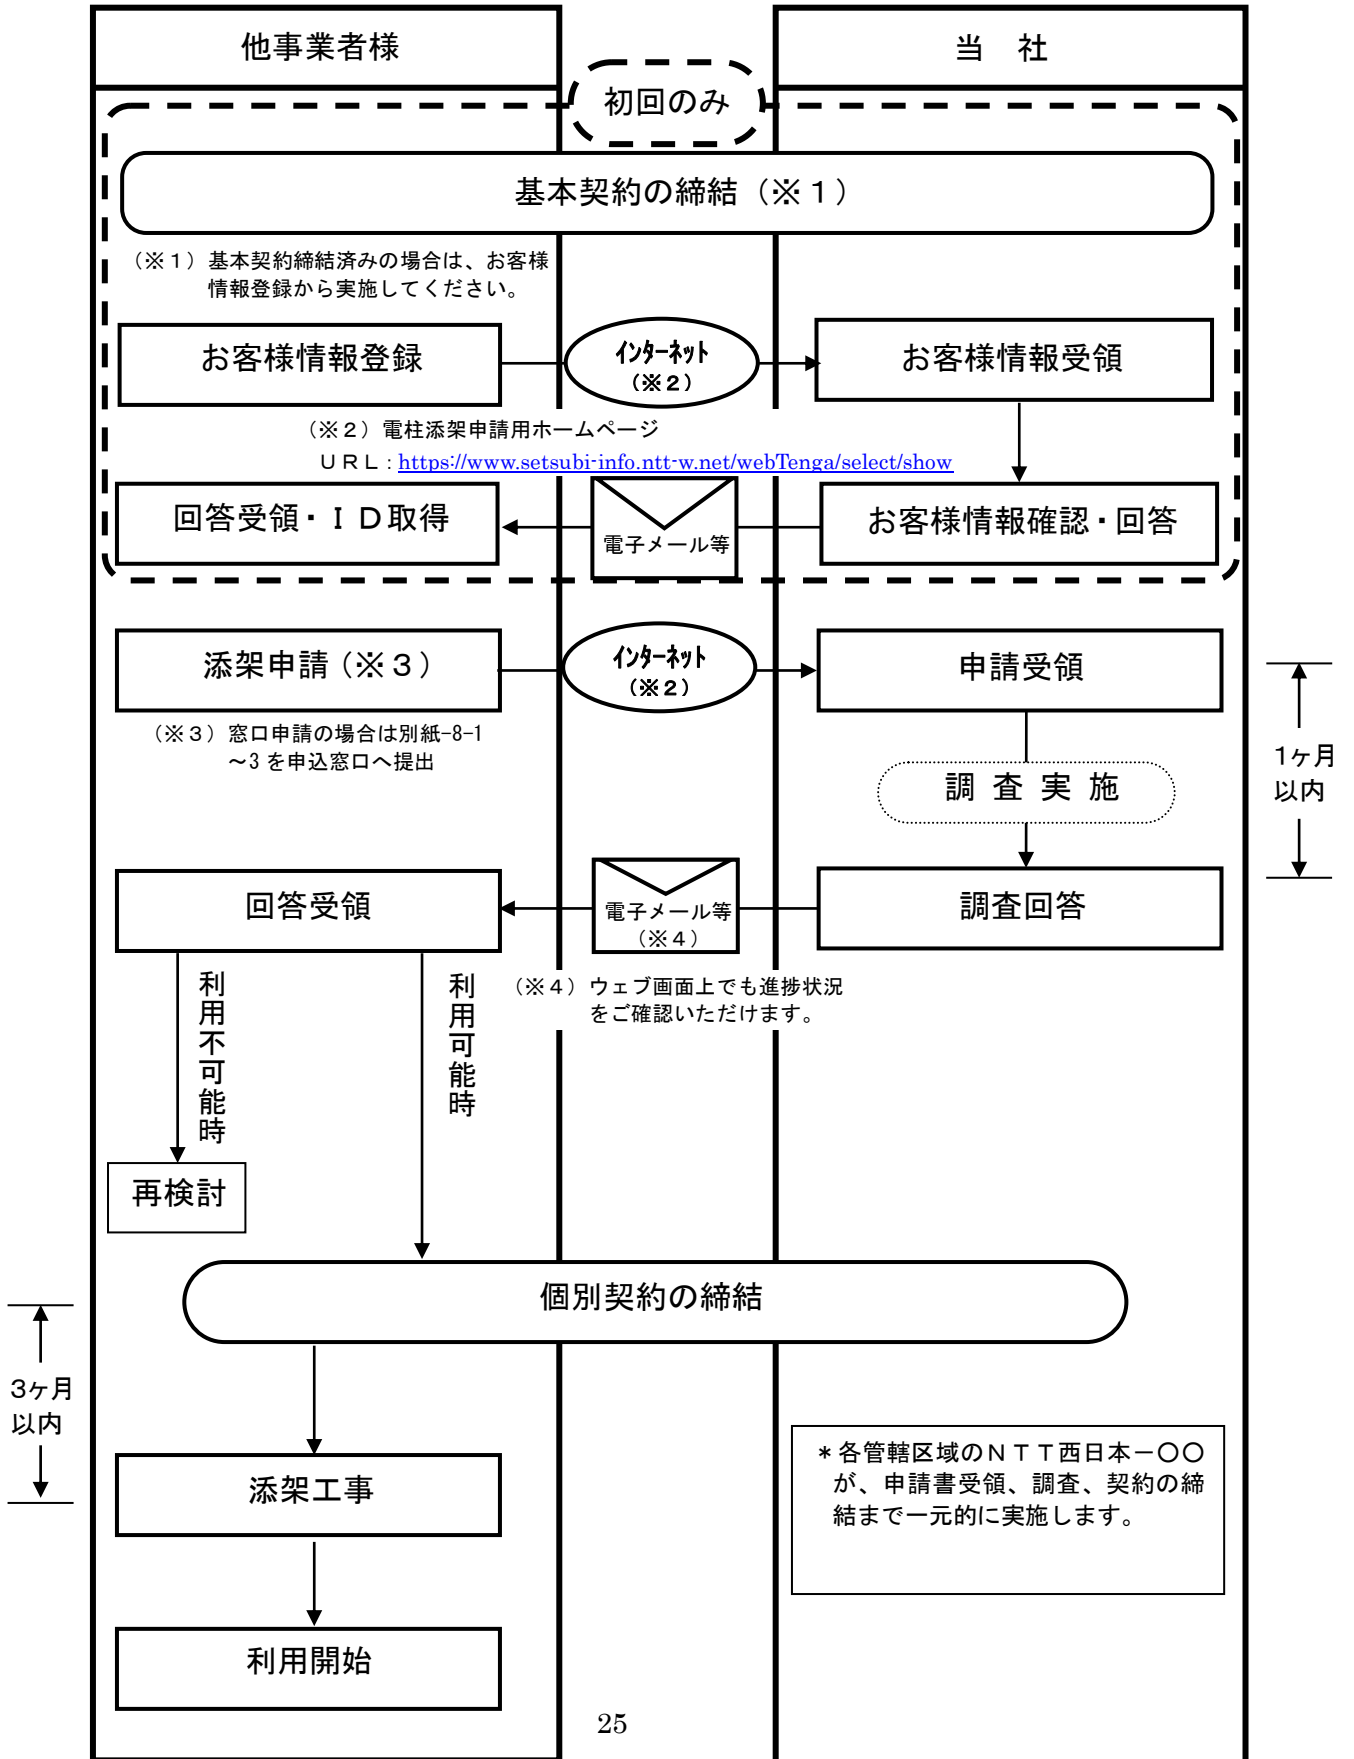 他事業者様
当　社
初回のみ
基本契約の締結（※１）
（※１）基本契約締結済みの場合は、お客様
情報登録から実施してください。
お客様情報登録
インターネット
（※２）
お客様情報受領
（※２）電柱添架申請用ホームページ
ＵＲＬ：https://www.setsubi-info.ntt-w.net/webTenga/select/show
回答受領・ＩＤ取得
電子メール等
お客様情報確認・回答
添架申請（※３）
インターネット
（※２）
申請受領
（※３）窓口申請の場合は別紙-8-1
～3 を申込窓口へ提出
調 査 実 施
1ヶ月
以内
回答受領
電子メール等
（※４）
調査回答
利用不可能時
利用可能時
（※４）ウェブ画面上でも進捗状況
をご確認いただけます。
再検討
個別契約の締結
3ヶ月
以内
添架工事
＊各管轄区域のＮＴＴ西日本－〇〇
が、申請書受領、調査、契約の締
結まで一元的に実施します。
利用開始
25